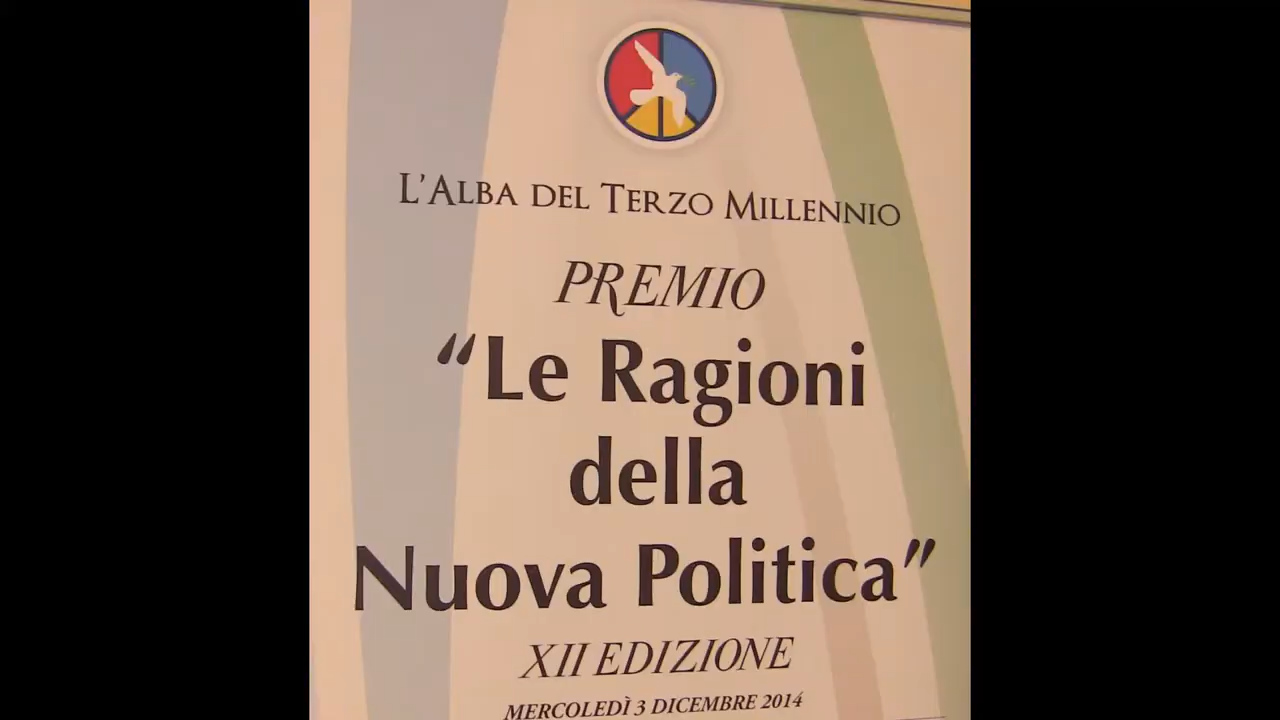 L'ALBA DEL TERZO MILLENNIO
PREMIO
“Le Ragioni
della
Nuova Politica”
XII EDIZIONE
MERCOLEDÌ 3 DICEMBRE 2014